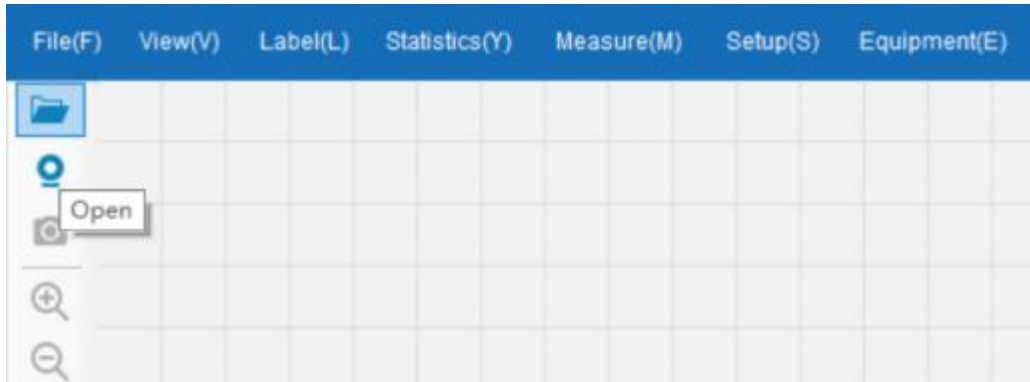 File(F) View(V) Label(L) Statistics(Y) Measure(M) Setup(S) Equipment(E)
Open